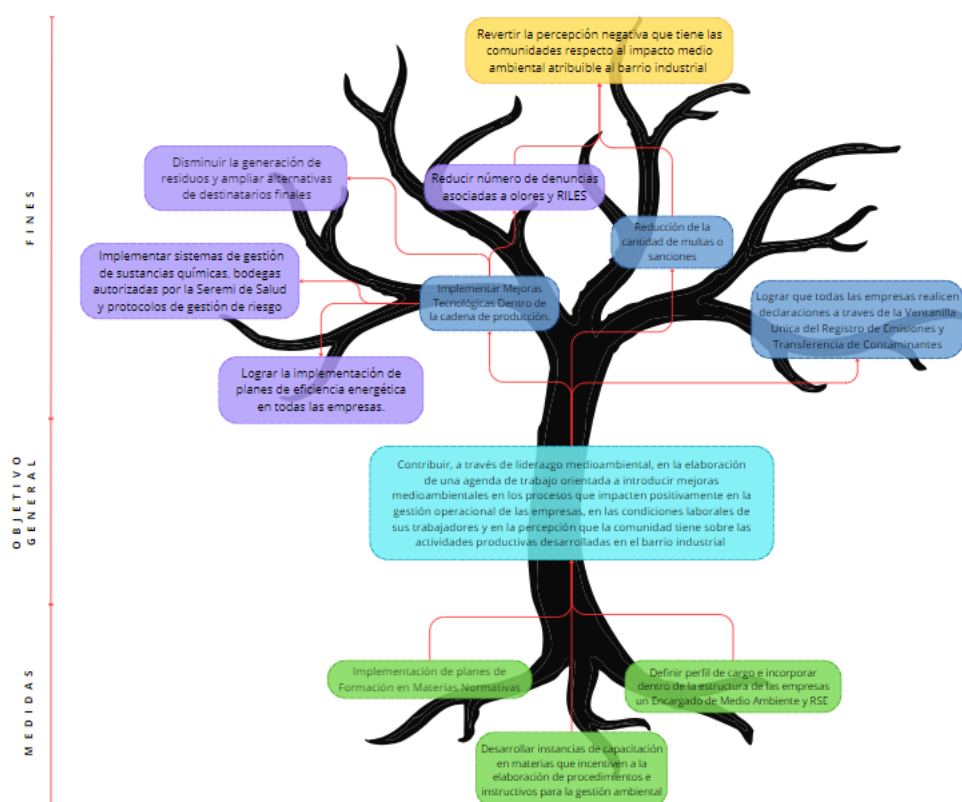 Revertir la percepción negativa que tiene las
comunidades respecto al impacto medio
ambiental atribuible al barrio industrial
Disminuir la generación de
residuos y ampliar alternativas
de destinatarios finales
Reducir número de denuncias
asociadas a olores y RILES
Reducción de la
cantidad de multas o
sanciones
Implementar sistemas de gestión
de sustancias químicas, bodegas
autorizadas por la Seremi de Salud
y protocolos de gestión de riesgo
Implementar Mejoras
Tecnológicas Dentro de
la cadena de producción.
Lograr que todas las empresas realicen
declaraciones a traves de la Ventanilla
Unica del Registro de Emisiones y
Transferencia de Contaminantes
Lograr la implementación de
planes de eficiencia energética
en todas las empresas.
FINES
Contribuir, a través de liderazgo medioambiental, en la elaboración
de una agenda de trabajo orientada a introducir mejoras
medioambientales en los procesos que impacten positivamente en la
gestión operacional de las empresas, en las condiciones laborales de
sus trabajadores y en la percepción que la comunidad tiene sobre las
actividades productivas desarrolladas en el barrio industrial
OBJETIVO
GENERAL
Implementación de planes de
Formación en Materias Normativas
Definir perfil de cargo e incorporar
dentro de la estructura de las empresas
un Encargado de Medio Ambiente y RSE
Desarrollar instancias de capacitación
en materias que incentiven a la
elaboración de procedimientos e
instructivos para la gestión ambiental
MEDIDAS